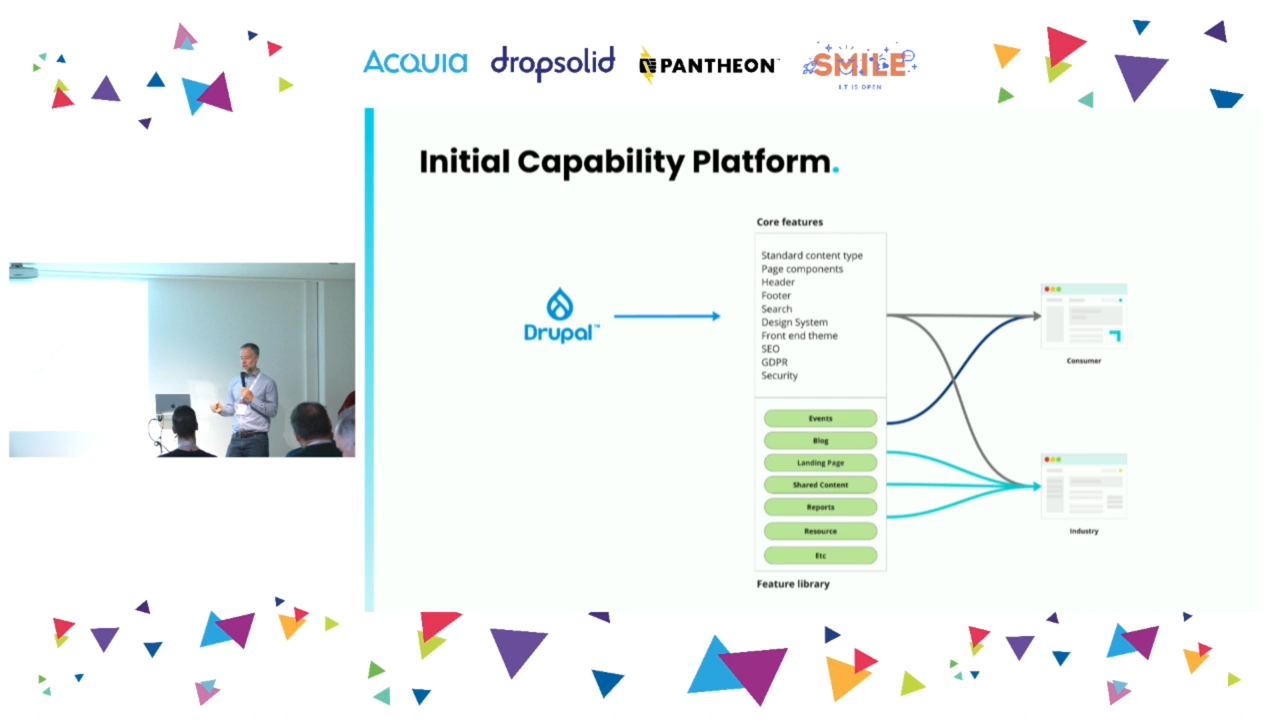 Acquia
dropsolid
PANTHEON
SMILE
I.T IS OPEN
Initial Capability Platform.
Drupal™
Core features
Standard content type
Page components
Header
Footer
Search
Design System
Front end theme
SEO
GDPR
Security
Events
Blog
Landing Page
Shared Content
Reports
Resource
Etc
Feature library
Consumer
Industry